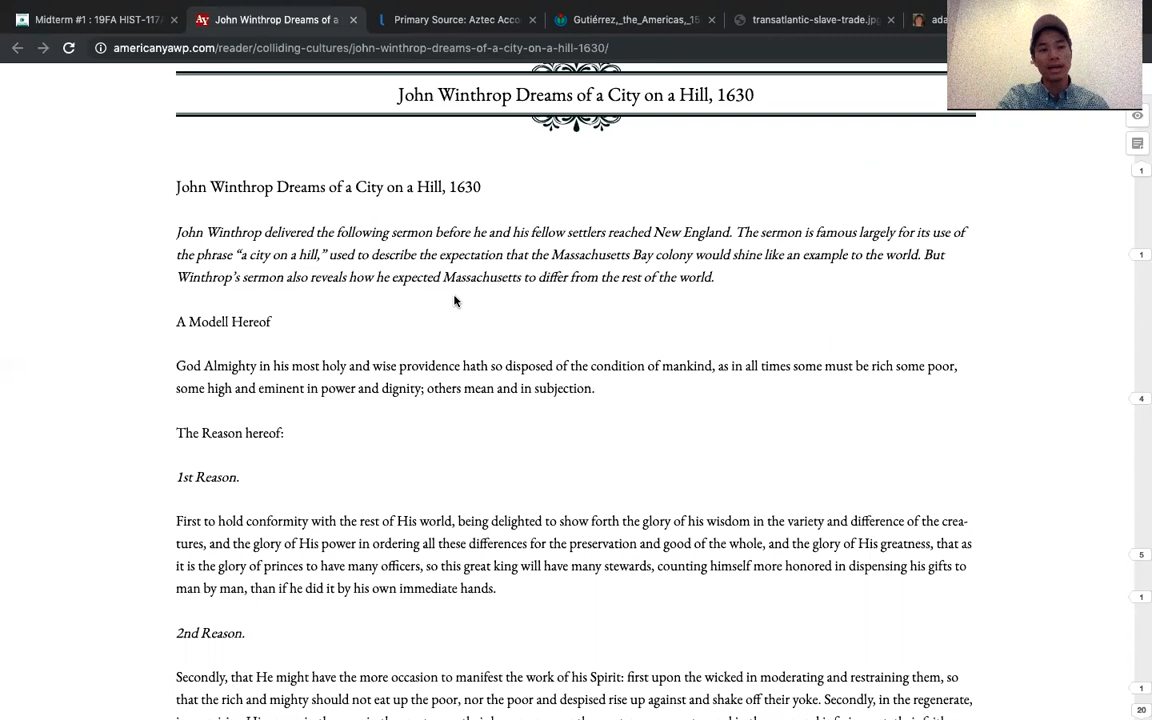 Midterm #1 : 19FA HIST-117
John Winthrop Dreams of a
Primary Source: Aztec Acco
Gutiérrez,_the_Americas,_15
transatlantic-slave-trade.jp
ada
americanyawp.com/reader/colliding-cultures/john-winthrop-dreams-of-a-city-on-a-hill-1630/
John Winthrop Dreams of a City on a Hill, 1630
John Winthrop Dreams of a City on a Hill, 1630
John Winthrop delivered the following sermon before he and his fellow settlers reached New England. The sermon is famous largely for its use of
the phrase “a city on a hill,” used to describe the expectation that the Massachusetts Bay colony would shine like an example to the world. But
Winthrop’s sermon also reveals how he expected Massachusetts to differ from the rest of the world.
A Modell Hereof
God Almighty in his most holy and wise providence hath so disposed of the condition of mankind, as in all times some must be rich some poor,
some high and eminent in power and dignity; others mean and in subjection.
The Reason hereof:
1st Reason.
First to hold conformity with the rest of His world, being delighted to show forth the glory of his wisdom in the variety and difference of the crea-
tures, and the glory of His power in ordering all these differences for the preservation and good of the whole, and the glory of His greatness, that as
it is the glory of princes to have many officers, so this great king will have many stewards, counting himself more honored in dispensing his gifts to
man by man, than if he did it by his own immediate hands.
2nd Reason.
Secondly, that He might have the more occasion to manifest the work of his Spirit: first upon the wicked in moderating and restraining them, so
that the rich and mighty should not eat up the poor, nor the poor and despised rise up against and shake off their yoke. Secondly, in the regenerate,
1
1
4
5
1
1
20